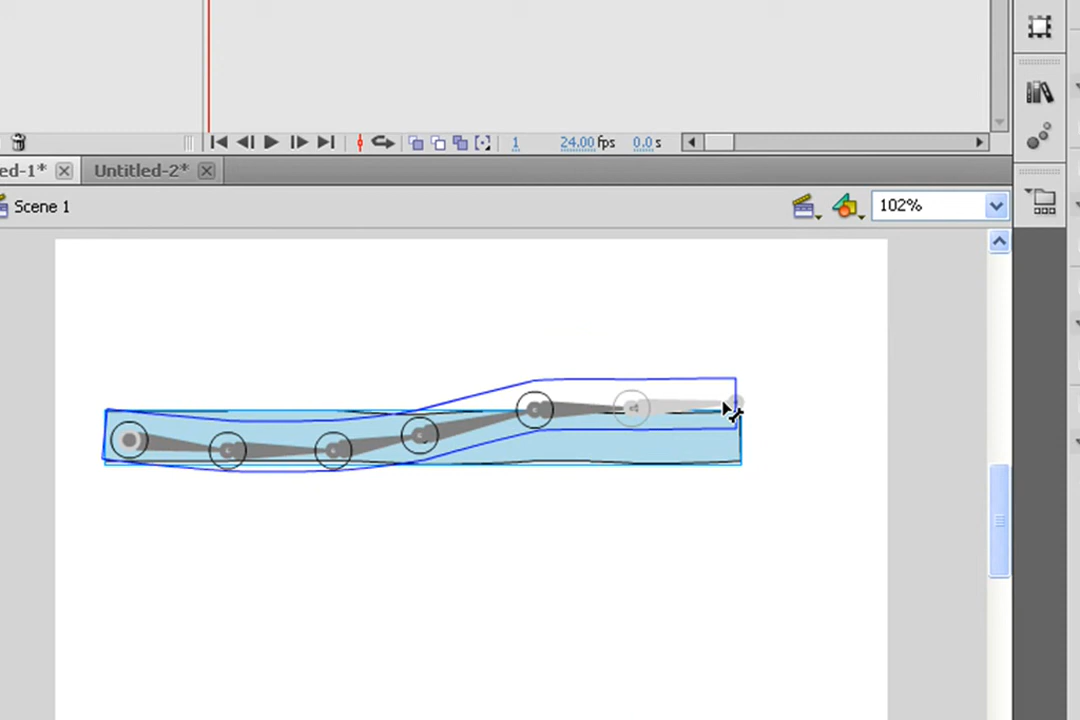 1 24.00 fps 0.0 s
ed-1* Untitled-2*
Scene 1 102%